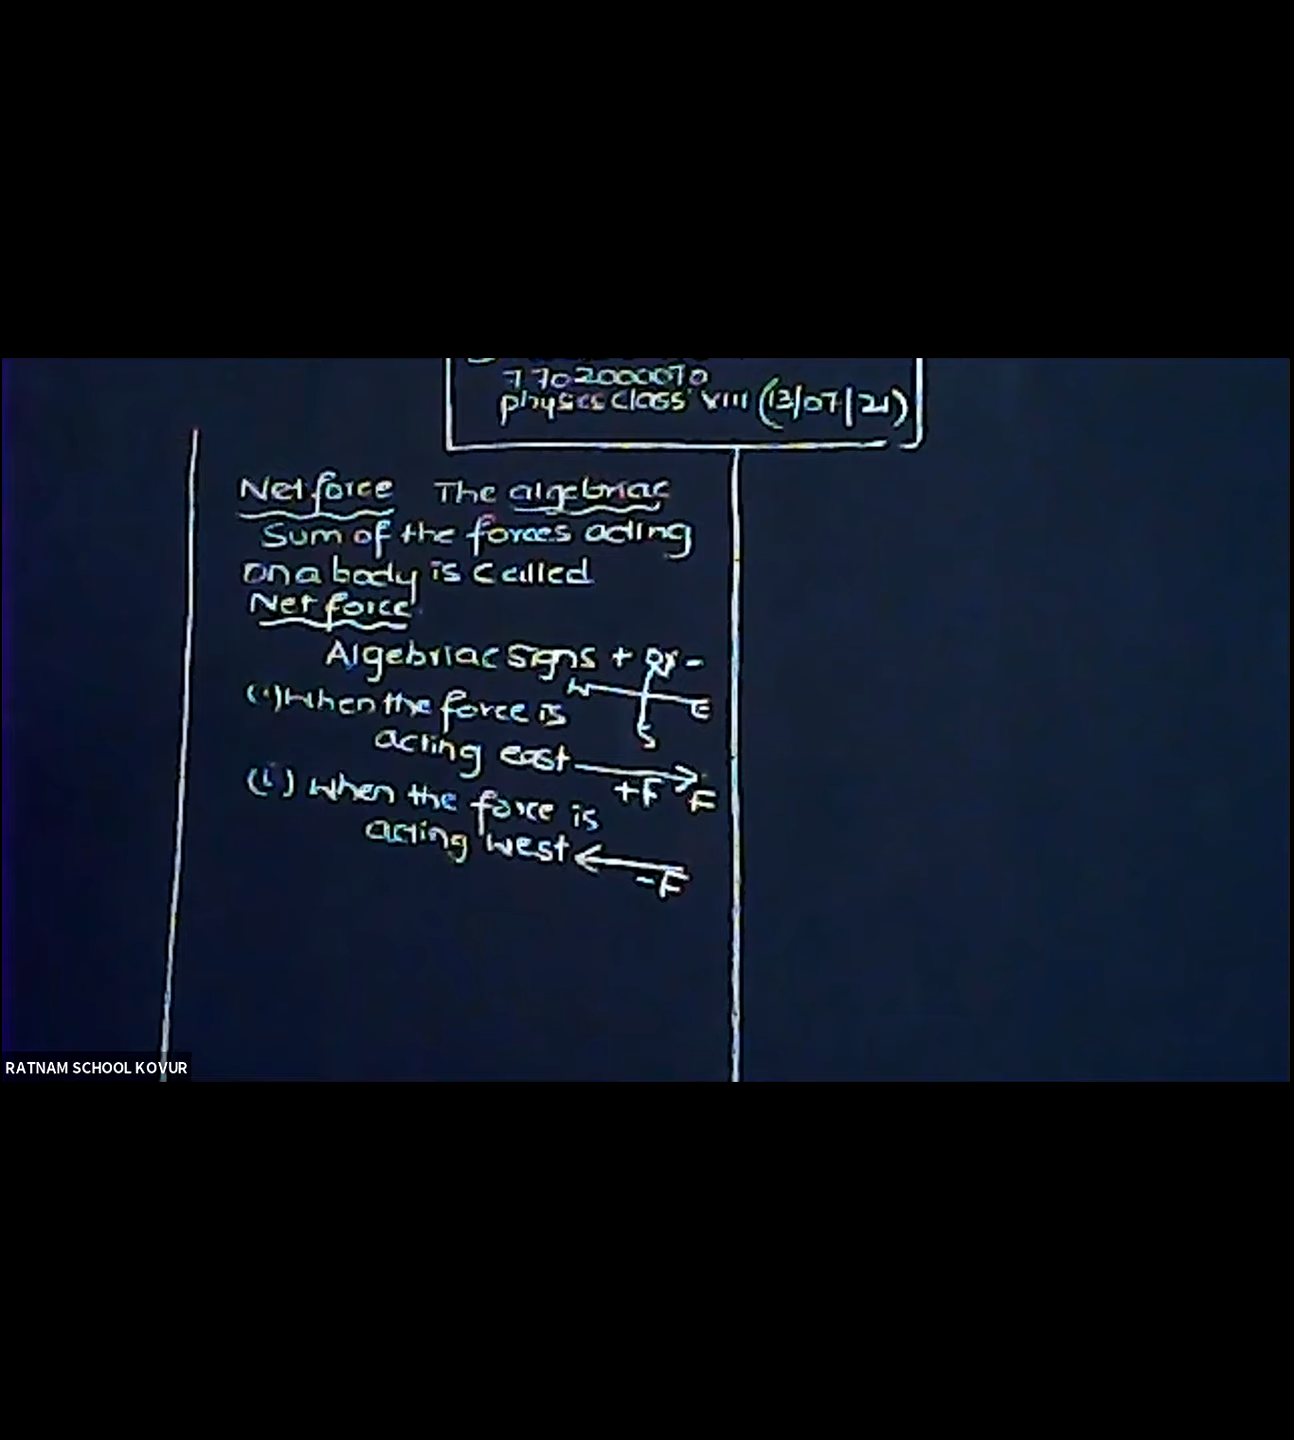 7702000070
physics class VIII (13/07/21)
Net force The algebriac
Sum of the forces acting
on a body is called
Net force
Algebriac signs + or -
W E
S
(i) When the force is
acting east
+F F
(i) when the force is
acting west
-F
RATNAM SCHOOL KOVUR